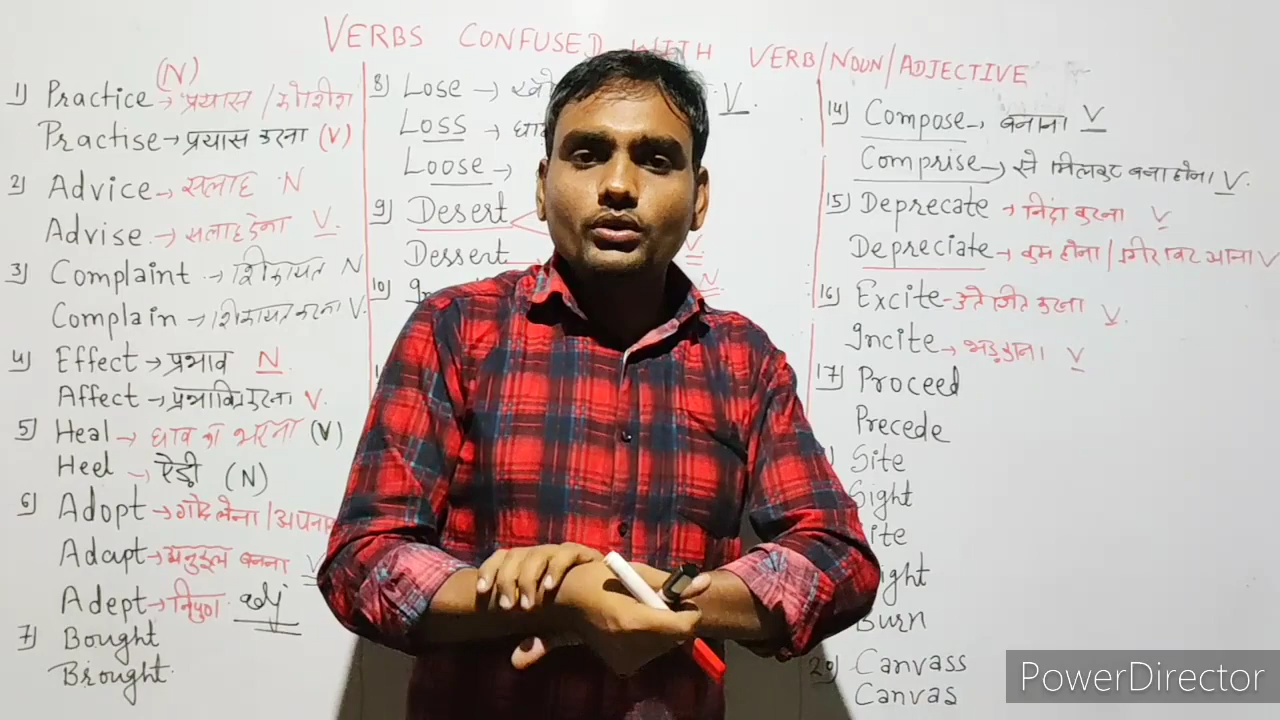 VERBS CONFUSED WITH VERB/NOUN/ADJECTIVE
(N)
1) Practice → प्रयास / कोशिश
Practise → प्रयास करना (V)
2) Advice → सलाह N
Advise → सलाह देना V
3) Complaint → शिकायत N
Complain → शिकायत करना V
4) Effect → प्रभाव N
Affect → प्रभावित करना V
5) Heal → घाव का भरना (V)
Heel → ऐड़ी (N)
6) Adopt → गोद लेना /
Adapt → अनुकूल बनना V
Adept → निपुण adj
7) Bought
Brought
8) Lose → V
Loss →
Loose →
9) Desert
Dessert V
10) N
14) Compose → बनाना V
Comprise → से मिलकर बना होना V
15) Deprecate → निंदा करना V
Depreciate → कम होना / गिरावट आना V
16) Excite - उत्तेजित करना V
Incite → भड़काना V
17) Proceed
Precede
Site
Sight
Burn
20) Canvass
Canvas
PowerDirector